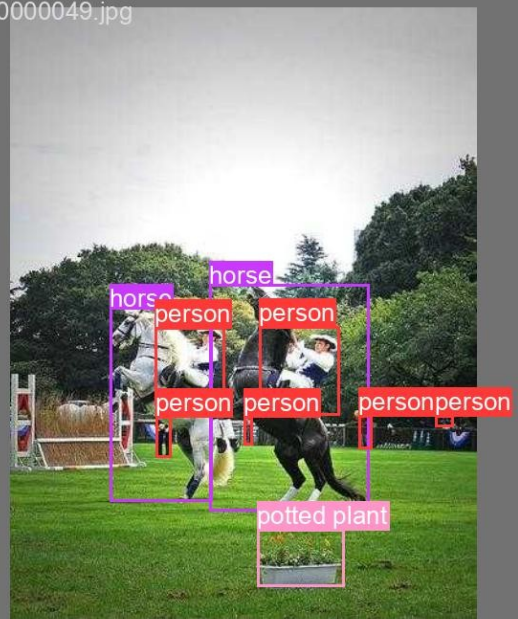 0000049.jpg
horse
horse
person
person
person
person
personperson
potted plant